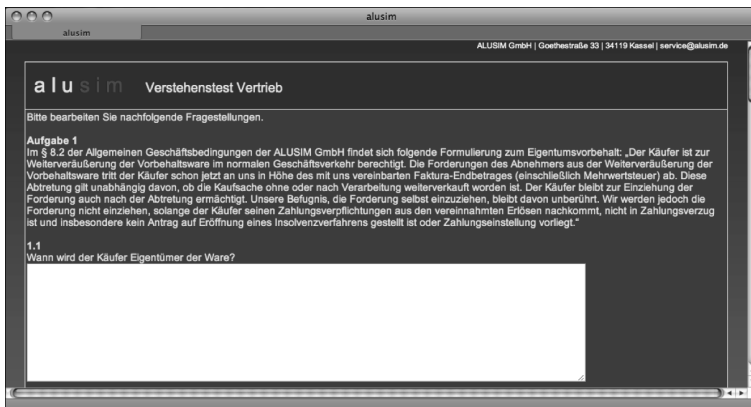 alusim
alusim
ALUSIM GmbH | Goethestraße 33 | 34119 Kassel | service@alusim.de
alusim Verstehenstest Vertrieb
Bitte bearbeiten Sie nachfolgende Fragestellungen.
Aufgabe 1
Im § 8.2 der Allgemeinen Geschäftsbedingungen der ALUSIM GmbH findet sich folgende Formulierung zum Eigentumsvorbehalt: „Der Käufer ist zur
Weiterveräußerung der Vorbehaltsware im normalen Geschäftsverkehr berechtigt. Die Forderungen des Abnehmers aus der Weiterveräußerung der
Vorbehaltsware tritt der Käufer schon jetzt an uns in Höhe des mit uns vereinbarten Faktura-Endbetrages (einschließlich Mehrwertsteuer) ab. Diese
Abtretung gilt unabhängig davon, ob die Kaufsache ohne oder nach Verarbeitung weiterverkauft worden ist. Der Käufer bleibt zur Einziehung der
Forderung auch nach der Abtretung ermächtigt. Unsere Befugnis, die Forderung selbst einzuziehen, bleibt davon unberührt. Wir werden jedoch die
Forderung nicht einziehen, solange der Käufer seinen Zahlungsverpflichtungen aus den vereinnahmten Erlösen nachkommt, nicht in Zahlungsverzug
ist und insbesondere kein Antrag auf Eröffnung eines Insolvenzverfahrens gestellt ist oder Zahlungseinstellung vorliegt.“
1.1
Wann wird der Käufer Eigentümer der Ware?